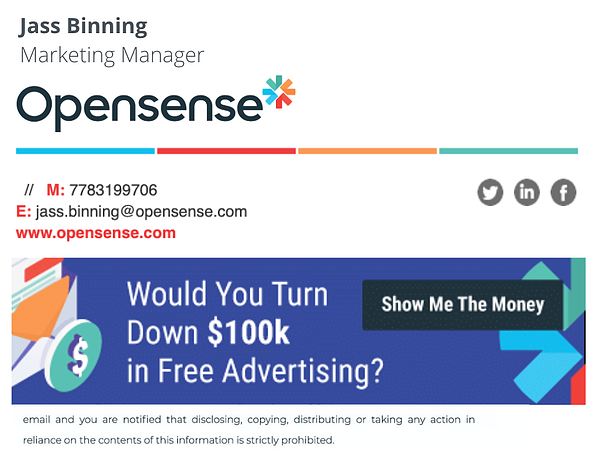 Jass Binning
Marketing Manager
Opensense
// M: 7783199706
E: jass.binning@opensense.com
www.opensense.com
Would You Turn
Down $100k
in Free Advertising?
Show Me The Money
email and you are notified that disclosing, copying, distributing or taking any action in
reliance on the contents of this information is strictly prohibited.